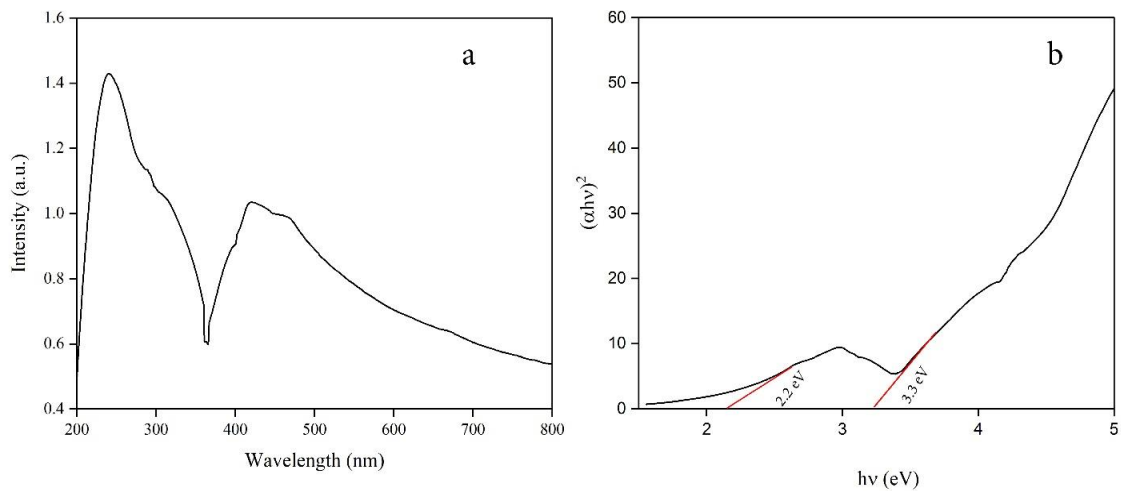 a
1.6
1.4
1.2
1.0
0.8
0.6
0.4
200 300 400 500 600 700 800
Intensity (a.u.)
Wavelength (nm)
b
60
50
40
30
20
10
0
2 3 4 5
(αhν)²
hν (eV)
2.2 eV
3.3 eV